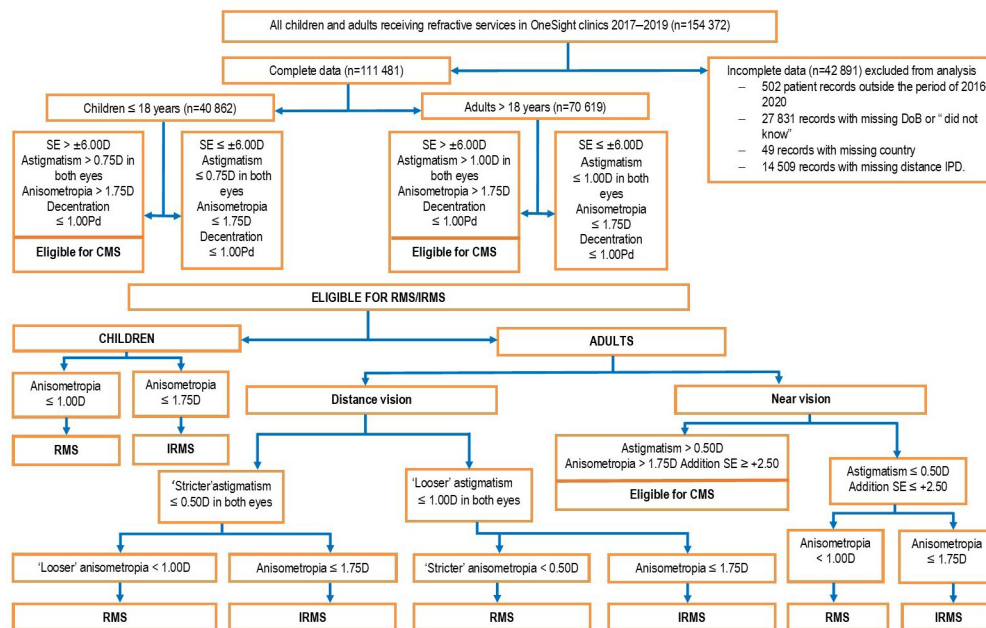 All children and adults receiving refractive services in OneSight clinics 2017–2019 (n=154 372)
Complete data (n=111 481)
Incomplete data (n=42 891) excluded from analysis
– 502 patient records outside the period of 2016
2020
– 27 831 records with missing DoB or “ did not
know”
– 49 records with missing country
– 14 509 records with missing distance IPD.
Children ≤ 18 years (n=40 862)
Adults > 18 years (n=70 619)
SE > ±6.00D
Astigmatism > 0.75D in
both eyes
Anisometropia > 1.75D
Decentration
≤ 1.00Pd
Eligible for CMS
SE ≤ ±6.00D
Astigmatism
≤ 0.75D in both
eyes
Anisometropia
≤ 1.75D
Decentration
≤ 1.00Pd
SE > ±6.00D
Astigmatism > 1.00D in
both eyes
Anisometropia > 1.75D
Decentration
≤ 1.00Pd
Eligible for CMS
SE ≤ ±6.00D
Astigmatism
≤ 1.00D in both
eyes
Anisometropia
≤ 1.75D
Decentration
≤ 1.00Pd
ELIGIBLE FOR RMS/IRMS
CHILDREN
ADULTS
Anisometropia
≤ 1.00D
Anisometropia
≤ 1.75D
RMS
IRMS
Distance vision
Near vision
‘Stricter’astigmatism
≤ 0.50D in both eyes
‘Looser’ astigmatism
≤ 1.00D in both eyes
Astigmatism > 0.50D
Anisometropia > 1.75D Addition SE ≥ +2.50
Eligible for CMS
Astigmatism ≤ 0.50D
Addition SE ≤ +2.50
‘Looser’ anisometropia < 1.00D
Anisometropia ≤ 1.75D
‘Stricter’ anisometropia < 0.50D
Anisometropia ≤ 1.75D
Anisometropia
< 1.00D
Anisometropia
≤ 1.75D
RMS
IRMS
RMS
IRMS
RMS
IRMS